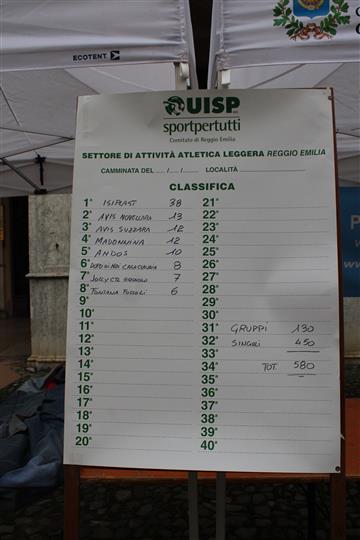 ECOTENT
UISP
sportpertutti
Comitato di Reggio Emilia
SETTORE DI ATTIVITÀ ATLETICA LEGGERA REGGIO EMILIA
CAMMINATA DEL ..../..../.... LOCALITÀ
CLASSIFICA
1° ISIPLAST 38
2° AVIS NOVELLARA 13
3° AVIS SUZZARA 12
4° MADONNINA 12
5° ANDOS 10
6° 8
7° JOLLY 7
8° FONTANA FOSSOLI 6
9°
10°
11°
12°
13°
14°
15°
16°
17°
18°
19°
20°
21°
22°
23°
24°
25°
26°
27°
28°
29°
30°
31° GRUPPI 130
32° SINGOLI 450
33°
34° TOT. 580
35°
36°
37°
38°
39°
40°